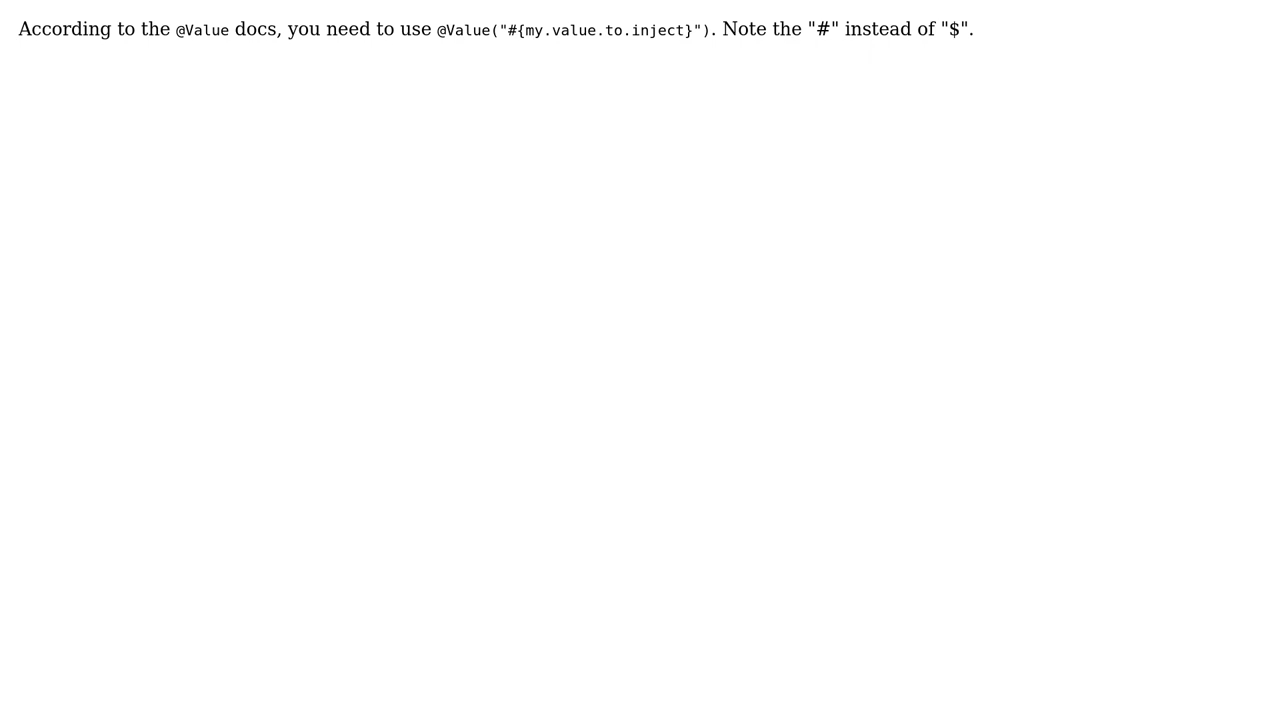 According to the @Value docs, you need to use @Value("#{my.value.to.inject}"). Note the "#" instead of "$".